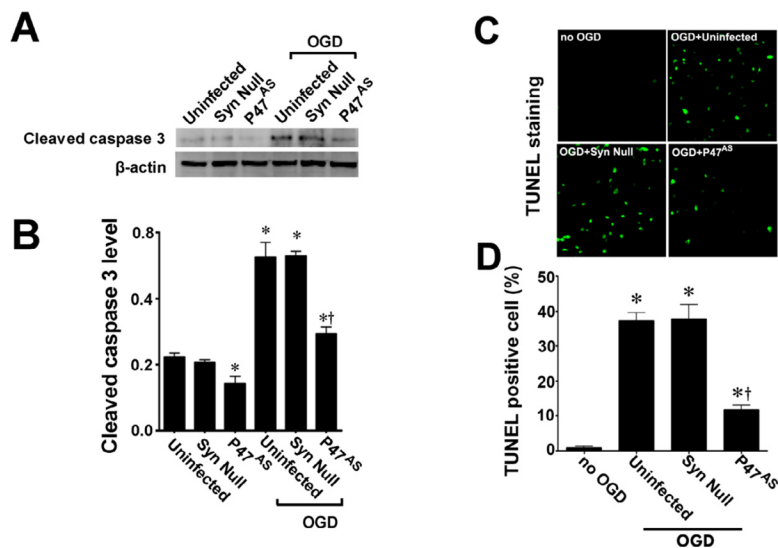 A
OGD
Uninfected
Syn Null
P47AS
Uninfected
Syn Null
P47AS
Cleaved caspase 3
β-actin
B
Cleaved caspase 3 level
0.8
0.4
0.2
0.0
*
*
*
*†
Uninfected
Syn Null
P47AS
Uninfected
Syn Null
P47AS
OGD
C
TUNEL staining
no OGD
OGD+Uninfected
OGD+Syn Null
OGD+P47AS
D
TUNEL positive cell (%)
50
40
30
20
10
0
*
*
*†
no OGD
Uninfected
Syn Null
P47AS
OGD